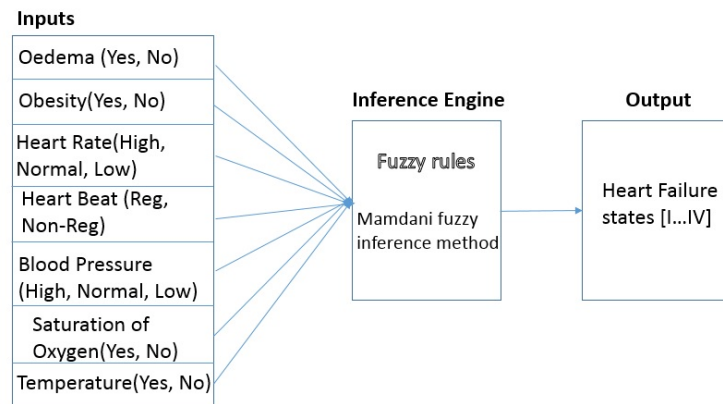 Inputs
Oedema (Yes, No)
Obesity(Yes, No)
Heart Rate(High,
Normal, Low)
Heart Beat (Reg,
Non-Reg)
Blood Pressure
(High, Normal, Low)
Saturation of
Oxygen(Yes, No)
Temperature(Yes, No)
Inference Engine
Fuzzy rules
Mamdani fuzzy
inference method
Output
Heart Failure
states [I...IV]